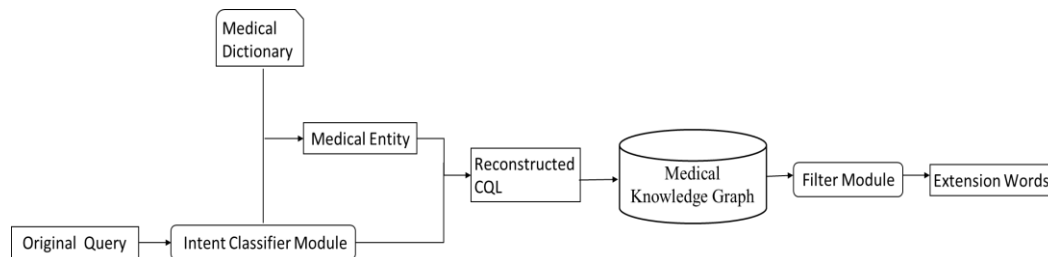 Medical
Dictionary
Medical Entity
Reconstructed
CQL
Medical
Knowledge Graph
Filter Module
Extension Words
Original Query
Intent Classifier Module